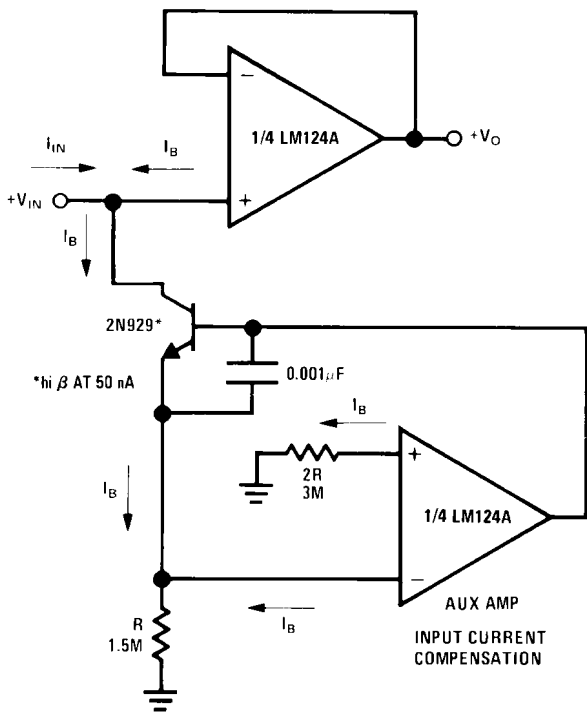 −
1/4 LM124A
+VO
IIN
IB
+VIN
+
IB
2N929*
*hi β AT 50 nA
0.001μF
IB
+
2R
3M
1/4 LM124A
IB
−
AUX AMP
IB
R
1.5M
INPUT CURRENT
COMPENSATION